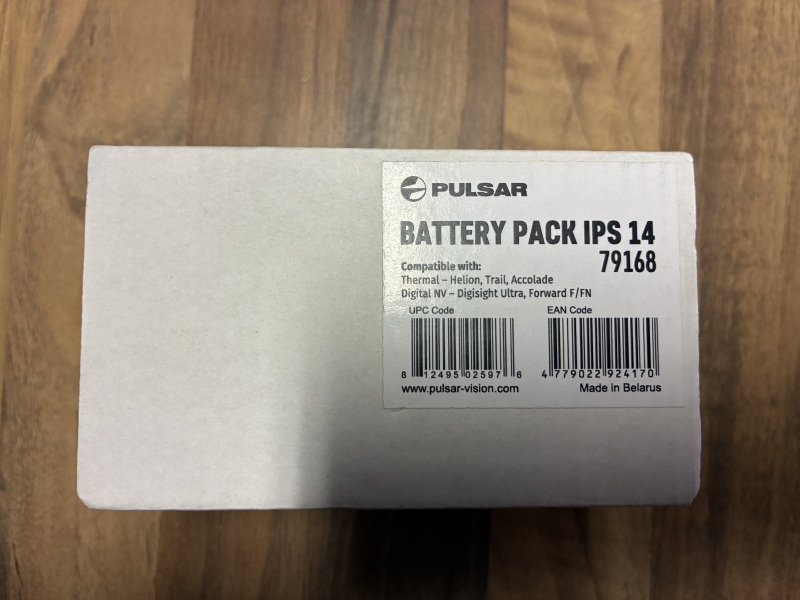 PULSAR
BATTERY PACK IPS 14
79168
Compatible with:
Thermal – Helion, Trail, Accolade
Digital NV – Digisight Ultra, Forward F/FN
UPC Code EAN Code
8 12495 02597 6 4 779022 924170
www.pulsar-vision.com Made in Belarus